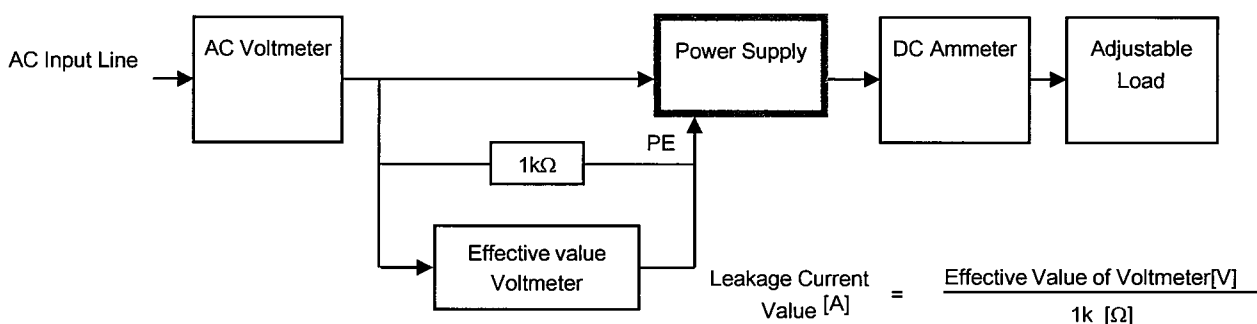 AC Input Line
AC Voltmeter
Power Supply
DC Ammeter
Adjustable
Load
PE
1kΩ
Effective value
Voltmeter
Leakage Current
Value [A]
=
Effective Value of Voltmeter[V]
1k [Ω]